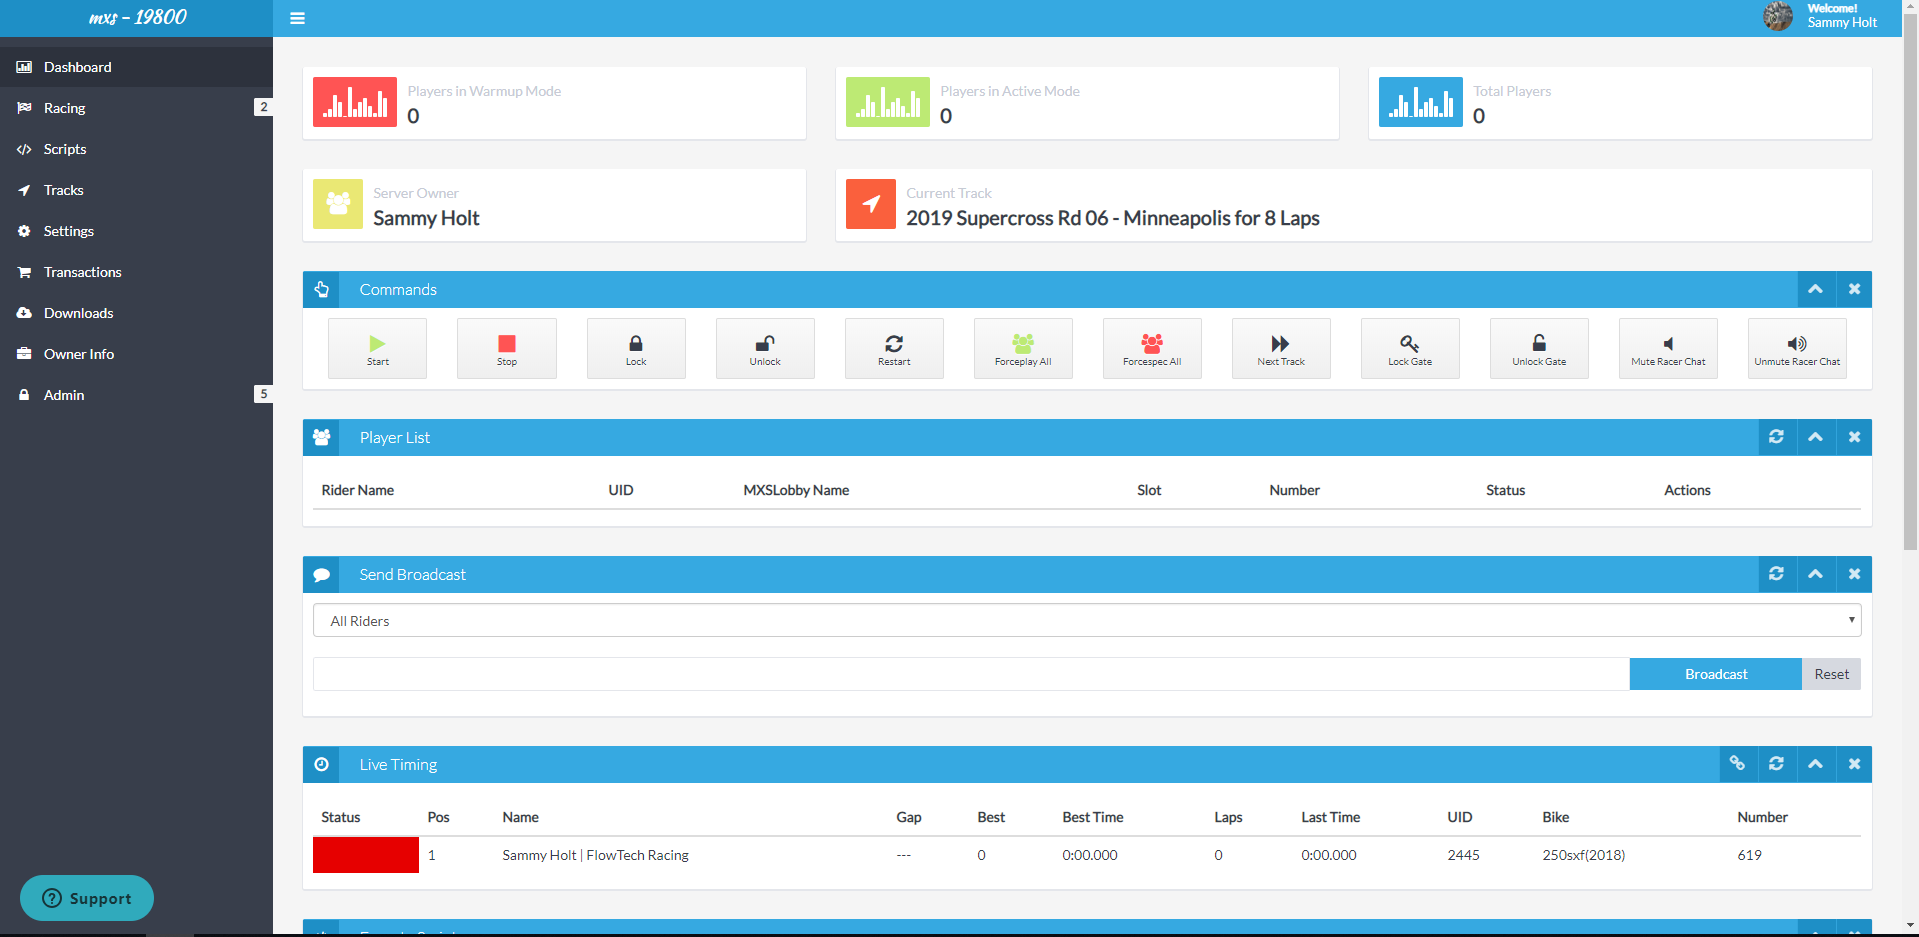 mxs - 19800
Welcome!
Sammy Holt
Dashboard
Racing 2
Scripts
Tracks
Settings
Transactions
Downloads
Owner Info
Admin 5
Support
Players in Warmup Mode
0
Players in Active Mode
0
Total Players
0
Server Owner
Sammy Holt
Current Track
2019 Supercross Rd 06 - Minneapolis for 8 Laps
Commands
Start Stop Lock Unlock Restart Forceplay All Forcespec All Next Track Lock Gate Unlock Gate Mute Racer Chat Unmute Racer Chat
Player List
Rider Name UID MXSLobby Name Slot Number Status Actions
Send Broadcast
All Riders
Broadcast Reset
Live Timing
Status Pos Name Gap Best Best Time Laps Last Time UID Bike Number
1 Sammy Holt | FlowTech Racing --- 0 0:00.000 0 0:00.000 2445 250sxf(2018) 619